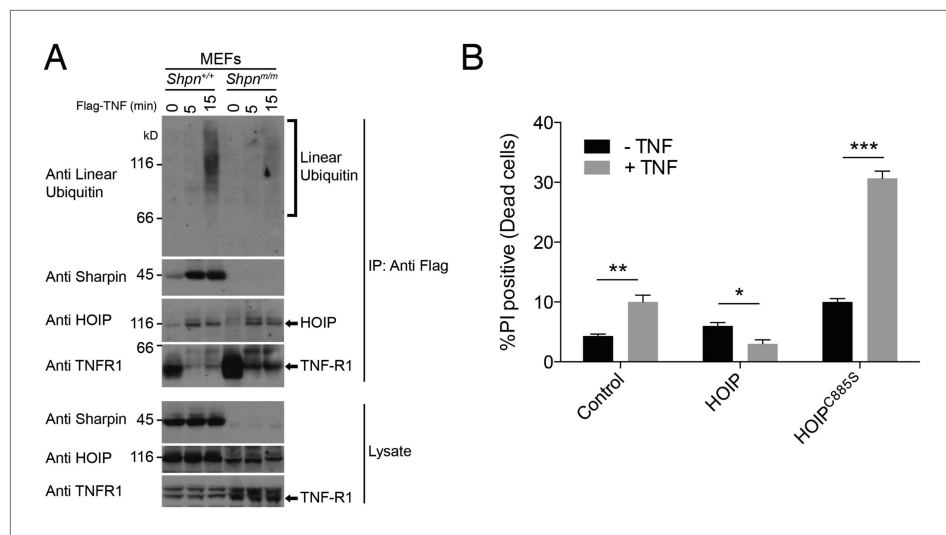 A
MEFs
Shpn+/+ Shpnm/m
Flag-TNF (min) 0 5 15 0 5 15
kD
Anti Linear Ubiquitin
116
66
Linear Ubiquitin
Anti Sharpin 45
IP: Anti Flag
Anti HOIP 116 HOIP
66
Anti TNFR1 TNF-R1
Anti Sharpin 45
Lysate
Anti HOIP 116
Anti TNFR1 TNF-R1
B
%PI positive (Dead cells)
40
30
20
10
0
- TNF
+ TNF
**
*
***
Control
HOIP
HOIPC885S